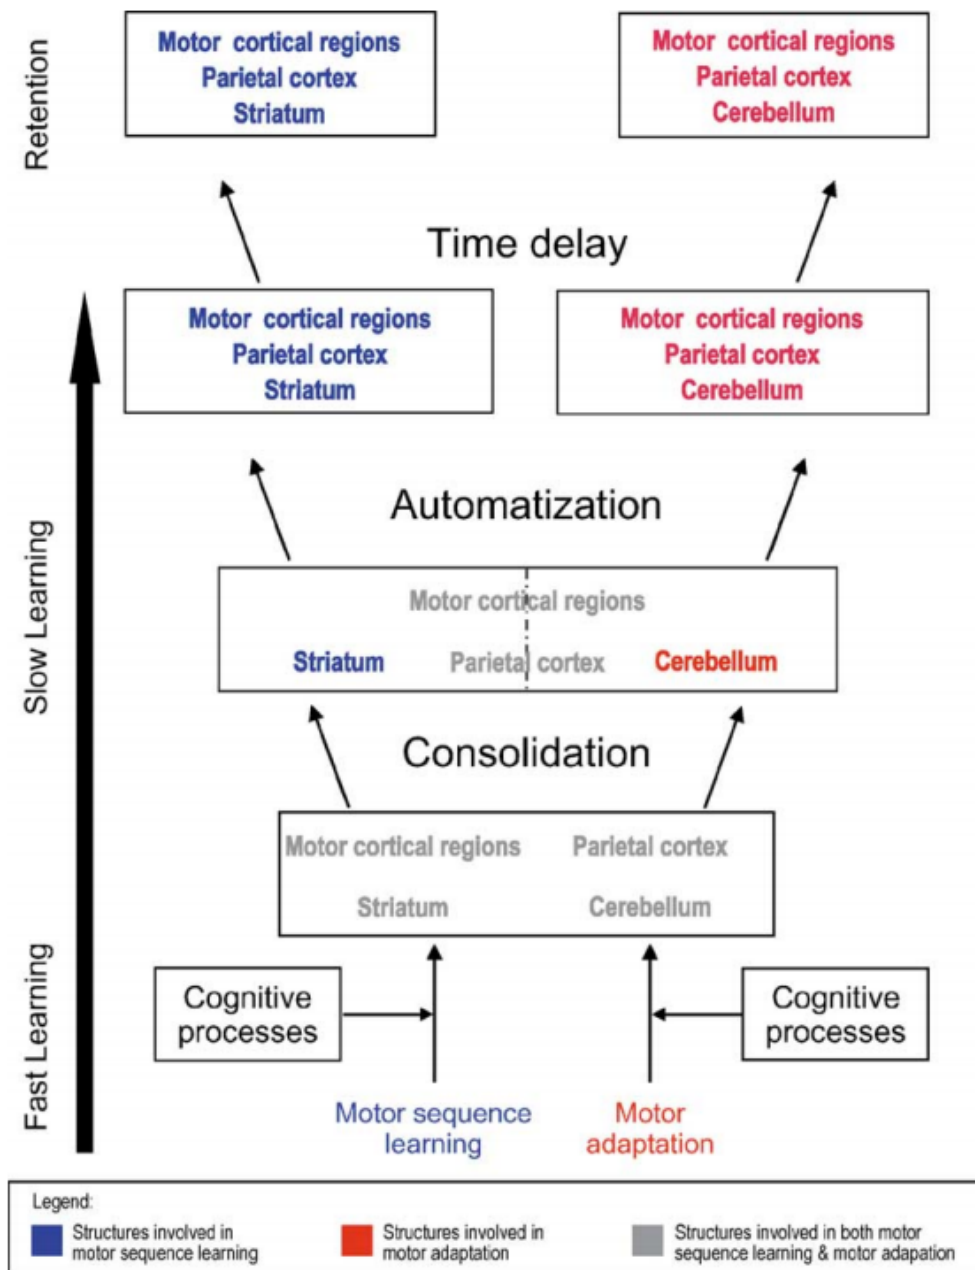 Retention
Motor cortical regions
Parietal cortex
Striatum
Motor cortical regions
Parietal cortex
Cerebellum
Time delay
Motor cortical regions
Parietal cortex
Striatum
Motor cortical regions
Parietal cortex
Cerebellum
Slow Learning
Automatization
Motor cortical regions
Striatum Parietal cortex Cerebellum
Consolidation
Motor cortical regions Parietal cortex
Striatum Cerebellum
Fast Learning
Cognitive
processes
Cognitive
processes
Motor sequence
learning
Motor
adaptation
Legend:
Structures involved in
motor sequence learning
Structures involved in
motor adaptation
Structures involved in both motor
sequence learning & motor adapation